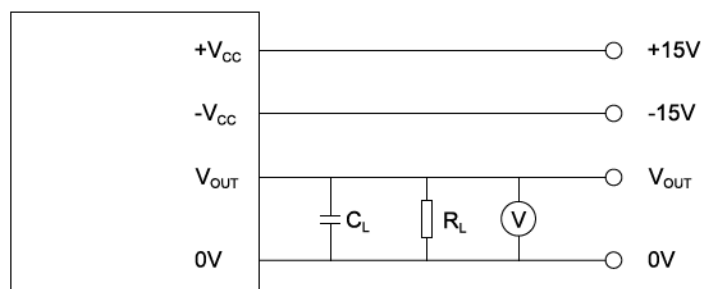 +VCC +15V
-VCC -15V
VOUT VOUT
CL RL V
0V 0V